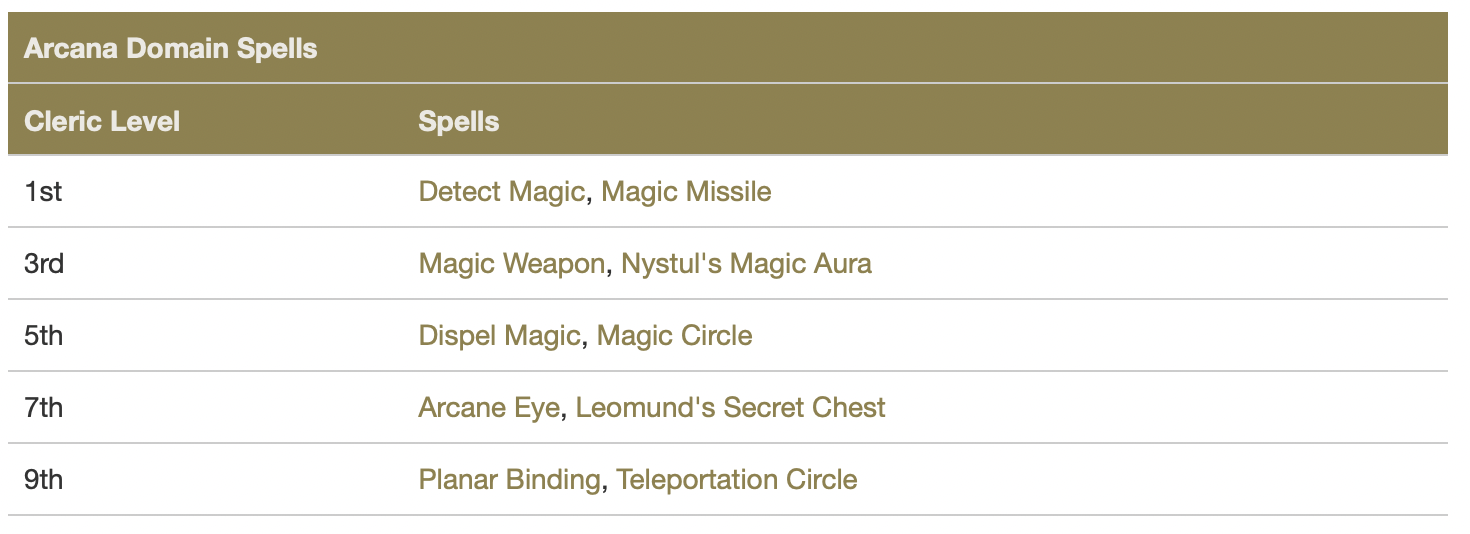 Arcana Domain Spells
Cleric Level Spells
1st Detect Magic, Magic Missile
3rd Magic Weapon, Nystul's Magic Aura
5th Dispel Magic, Magic Circle
7th Arcane Eye, Leomund's Secret Chest
9th Planar Binding, Teleportation Circle